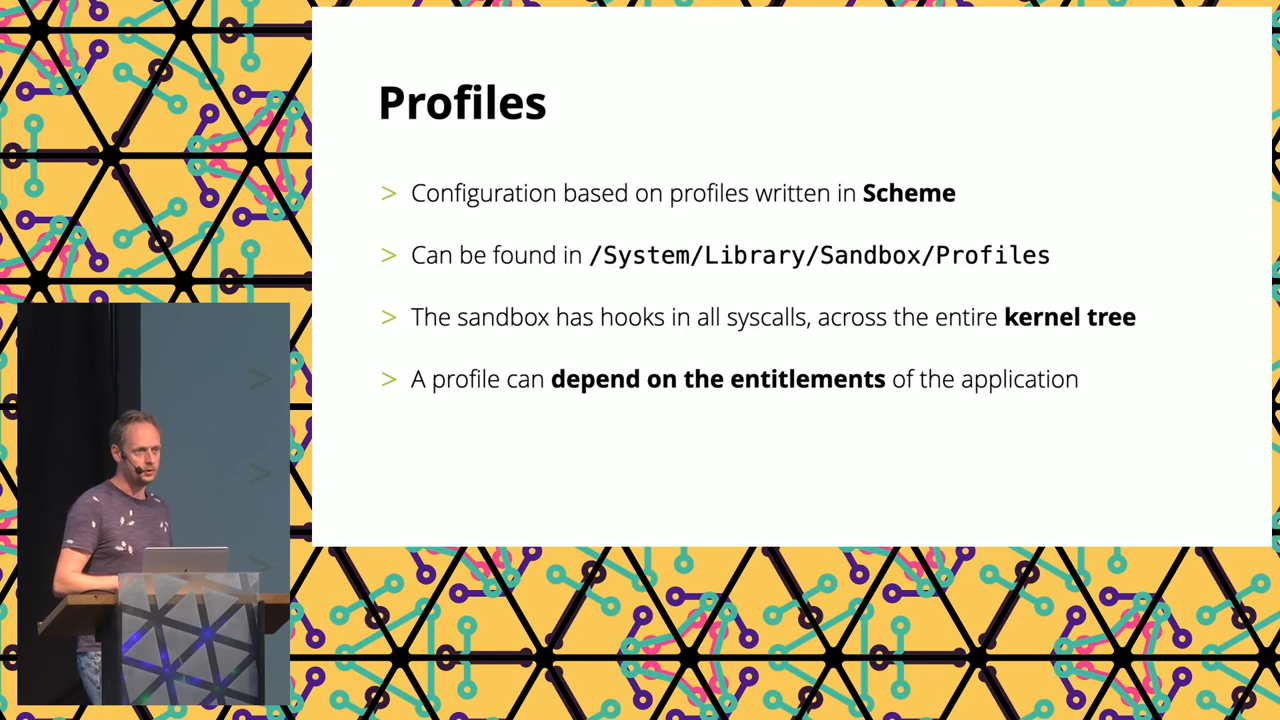 Profiles
> Configuration based on profiles written in Scheme
> Can be found in /System/Library/Sandbox/Profiles
> The sandbox has hooks in all syscalls, across the entire kernel tree
> A profile can depend on the entitlements of the application